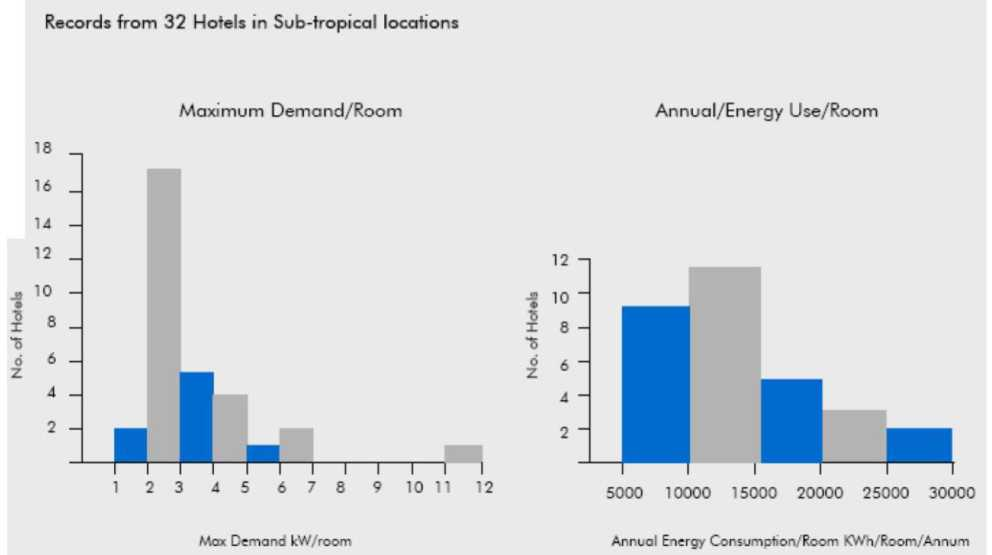 Records from 32 Hotels in Sub-tropical locations
Maximum Demand/Room
18
16
14
12
10
8
6
4
2
No. of Hotels
1 2 3 4 5 6 7 8 9 10 11 12
Max Demand kW/room
Annual/Energy Use/Room
12
10
8
6
4
2
No. of Hotels
5000 10000 15000 20000 25000 30000
Annual Energy Consumption/Room KWh/Room/Annum